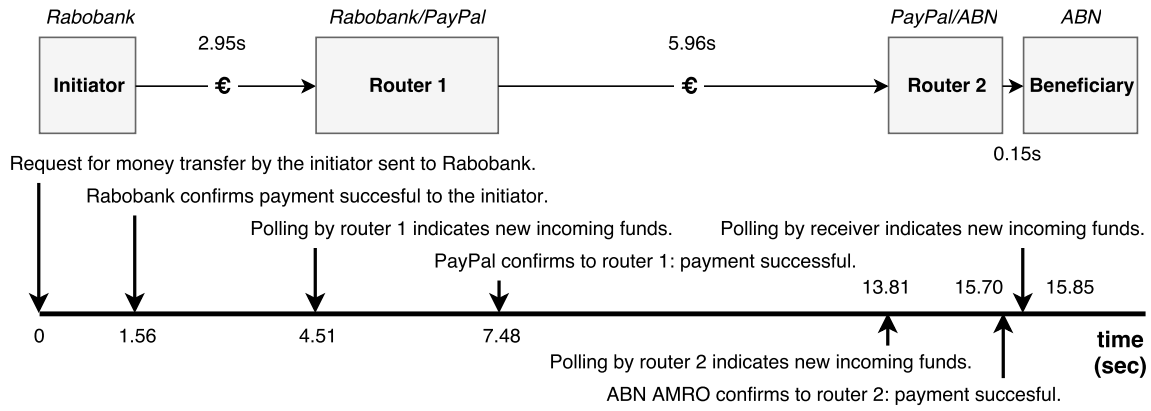 Rabobank Rabobank/PayPal PayPal/ABN ABN
2.95s 5.96s
Initiator € Router 1 € Router 2 Beneficiary
0.15s
Request for money transfer by the initiator sent to Rabobank.
Rabobank confirms payment succesful to the initiator.
Polling by router 1 indicates new incoming funds. Polling by receiver indicates new incoming funds.
PayPal confirms to router 1: payment successful.
13.81 15.70 15.85
0 1.56 4.51 7.48 time
(sec)
Polling by router 2 indicates new incoming funds.
ABN AMRO confirms to router 2: payment succesful.